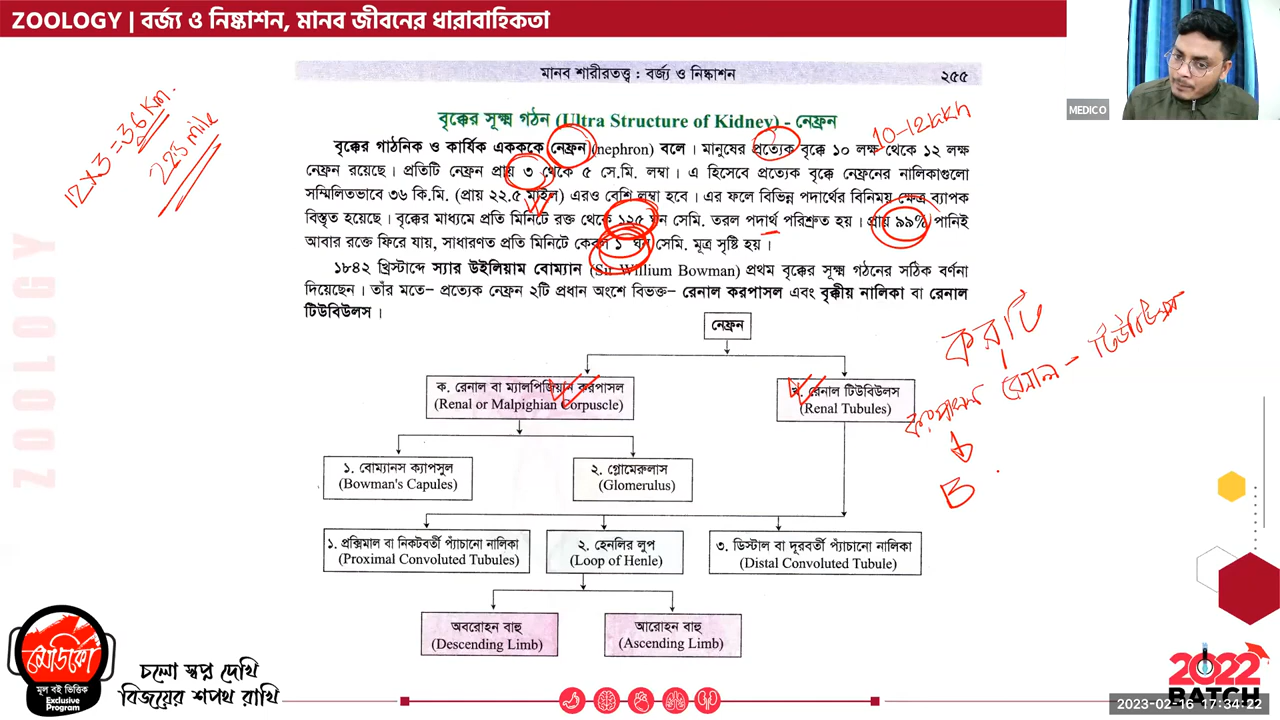 ZOOLOGY | বর্জ্য ও নিষ্কাশন, মানব জীবনের ধারাবাহিকতা
MEDICO
মানব শারীরতত্ত্ব : বর্জ্য ও নিষ্কাশন ২৫৫
বৃক্কের সূক্ষ্ম গঠন (Ultra Structure of Kidney) - নেফ্রন
10-12 lakh
12x3 = 36 Km.
22.5 mile
বৃক্কের গাঠনিক ও কার্যিক একককে নেফ্রন (nephron) বলে। মানুষের প্রত্যেক বৃক্কে ১০ লক্ষ থেকে ১২ লক্ষ
নেফ্রন রয়েছে। প্রতিটি নেফ্রন প্রায় ৩ থেকে ৫ সে.মি. লম্বা। এ হিসেবে প্রত্যেক বৃক্কে নেফ্রনের নালিকাগুলো
সম্মিলিতভাবে ৩৬ কি.মি. (প্রায় ২২.৫ মাইল) এরও বেশি লম্বা হবে। এর ফলে বিভিন্ন পদার্থের বিনিময় ক্ষেত্র ব্যাপক
বিস্তৃত হয়েছে। বৃক্কের মাধ্যমে প্রতি মিনিটে রক্ত থেকে ১২৫ ঘন সেমি. তরল পদার্থ পরিশ্রুত হয়। প্রায় ৯৯% পানিই
আবার রক্তে ফিরে যায়, সাধারণত প্রতি মিনিটে কেবল ১ ঘন সেমি. মূত্র সৃষ্টি হয়।
১৮৪২ খ্রিস্টাব্দে স্যার উইলিয়াম বোম্যান (Sir William Bowman) প্রথম বৃক্কের সূক্ষ্ম গঠনের সঠিক বর্ণনা
দিয়েছেন। তাঁর মতে– প্রত্যেক নেফ্রন ২টি প্রধান অংশে বিভক্ত– রেনাল করপাসল এবং বৃক্কীয় নালিকা বা রেনাল
টিউবিউলস।
নেফ্রন
ক. রেনাল বা ম্যালপিজিয়ান করপাসল
(Renal or Malpighian Corpuscle)
খ. রেনাল টিউবিউলস
(Renal Tubules)
রেনাল - টিউবিউলস
B
১. বোম্যানস ক্যাপসুল
(Bowman's Capules)
২. গ্লোমেরুলাস
(Glomerulus)
১. প্রক্সিমাল বা নিকটবর্তী প্যাঁচানো নালিকা
(Proximal Convoluted Tubules)
২. হেনলির লুপ
(Loop of Henle)
৩. ডিস্টাল বা দূরবর্তী প্যাঁচানো নালিকা
(Distal Convoluted Tubule)
অবরোহন বাহু
(Descending Limb)
আরোহন বাহু
(Ascending Limb)
ZOOLOGY
মেডিকো
মূল বই ভিত্তিক
Exclusive
Program
চলো স্বপ্ন দেখি
বিজয়ের শপথ রাখি
2022
BATCH
2023-02-16 17:34:22